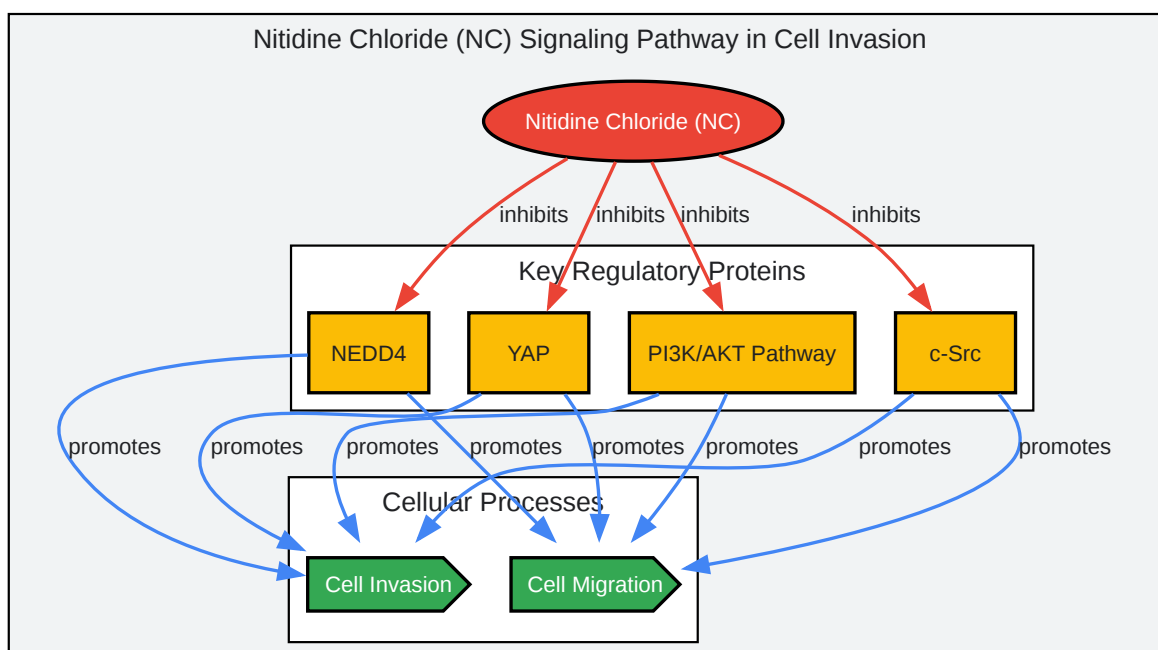 Nitidine Chloride (NC) Signaling Pathway in Cell Invasion
Nitidine Chloride (NC)
inhibits inhibits inhibits inhibits
Key Regulatory Proteins
NEDD4 YAP PI3K/AKT Pathway c-Src
promotes promotes promotes promotes promotes promotes promotes promotes
Cellular Processes
Cell Invasion Cell Migration